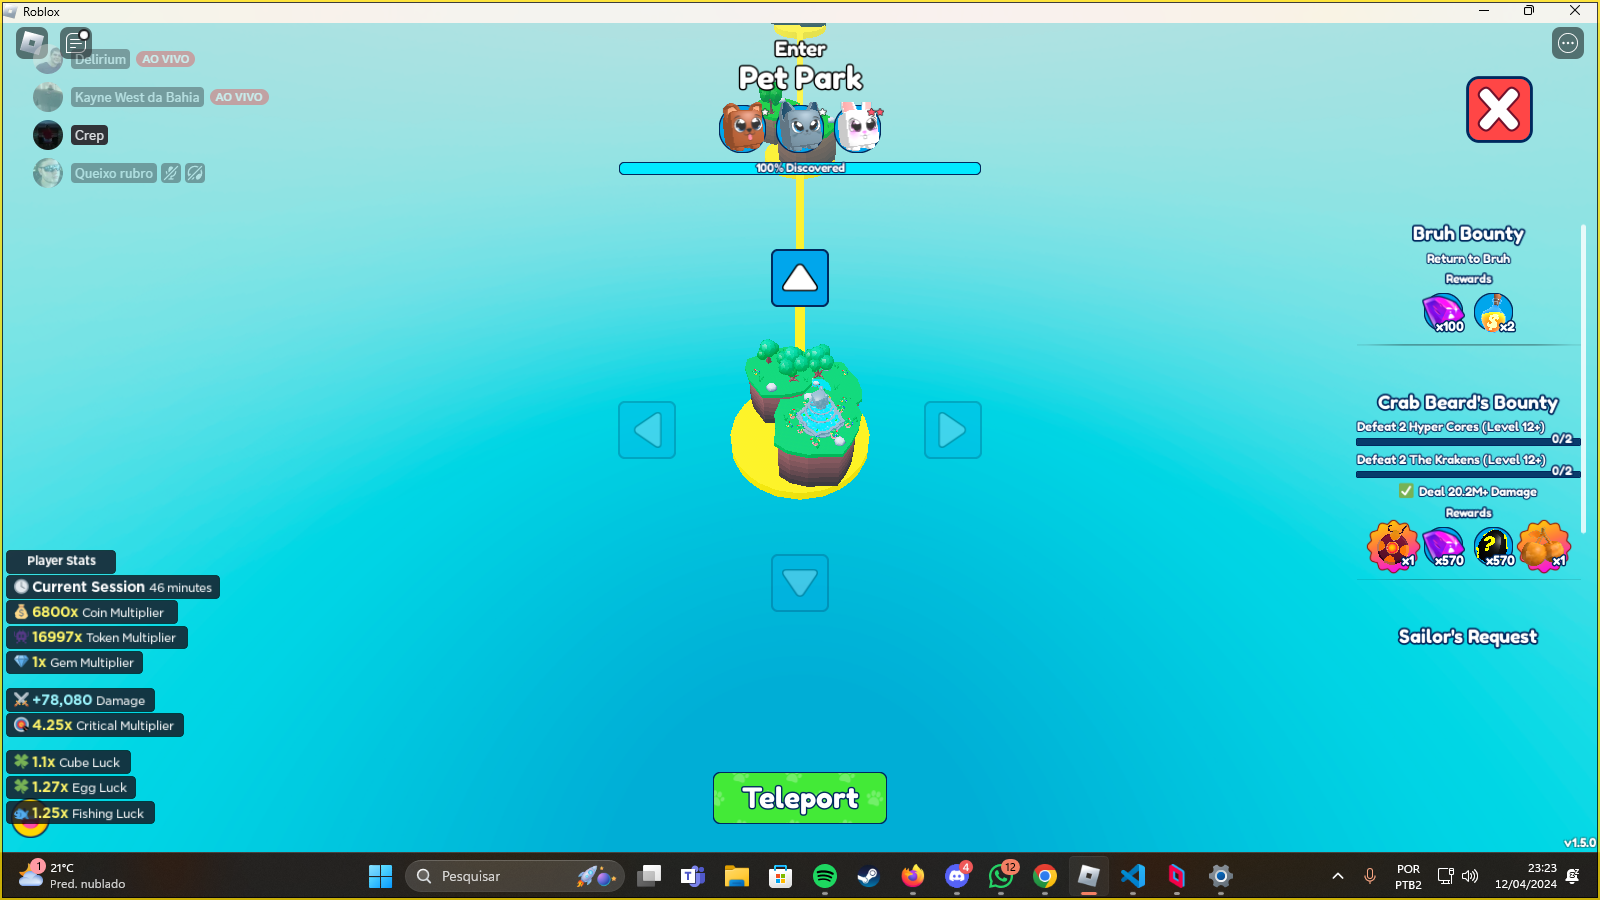 Roblox
Delirium AO VIVO
Kayne West da Bahia AO VIVO
Crep
Queixo rubro
Enter
Pet Park
100% Discovered
Bruh Bounty
Return to Bruh
Rewards
x100 x2
Crab Beard's Bounty
Defeat 2 Hyper Cores (Level 12+)
0/2
Defeat 2 The Krakens (Level 12+)
0/2
✅ Deal 20.2M+ Damage
Rewards
x1 x570 ? x570 x1
Sailor's Request
Player Stats
Current Session 46 minutes
6800x Coin Multiplier
16997x Token Multiplier
1x Gem Multiplier
+78,080 Damage
4.25x Critical Multiplier
1.1x Cube Luck
1.27x Egg Luck
1.25x Fishing Luck
Teleport
v1.5.0
1 21°C
Pred. nublado
Pesquisar
4
12
POR
PTB2
23:23
12/04/2024